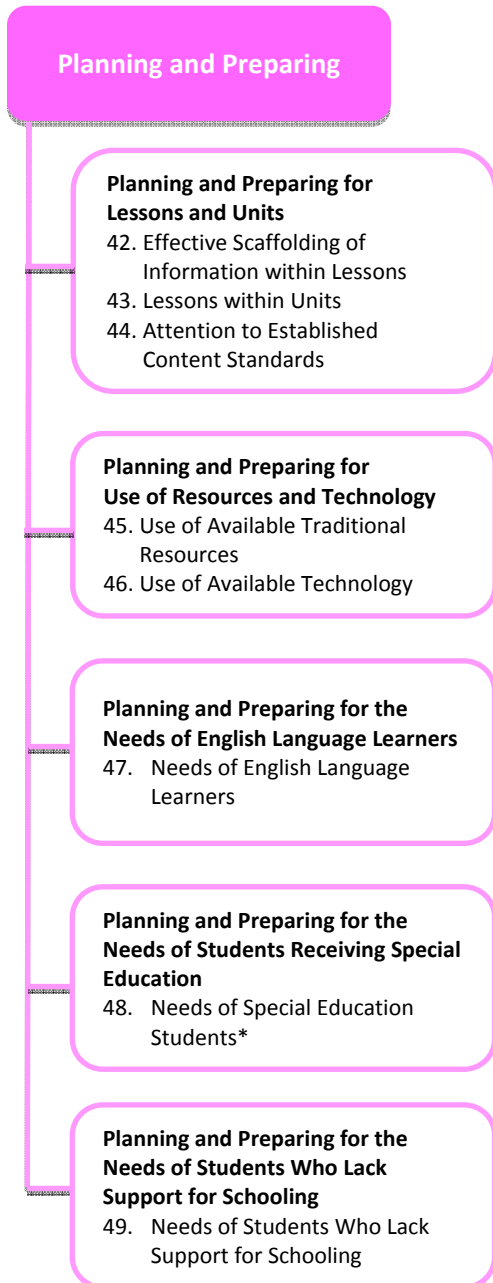 Planning and Preparing
Planning and Preparing for
Lessons and Units
42. Effective Scaffolding of
Information within Lessons
43. Lessons within Units
44. Attention to Established
Content Standards
Planning and Preparing for
Use of Resources and Technology
45. Use of Available Traditional
Resources
46. Use of Available Technology
Planning and Preparing for the
Needs of English Language Learners
47. Needs of English Language
Learners
Planning and Preparing for the
Needs of Students Receiving Special
Education
48. Needs of Special Education
Students*
Planning and Preparing for the
Needs of Students Who Lack
Support for Schooling
49. Needs of Students Who Lack
Support for Schooling